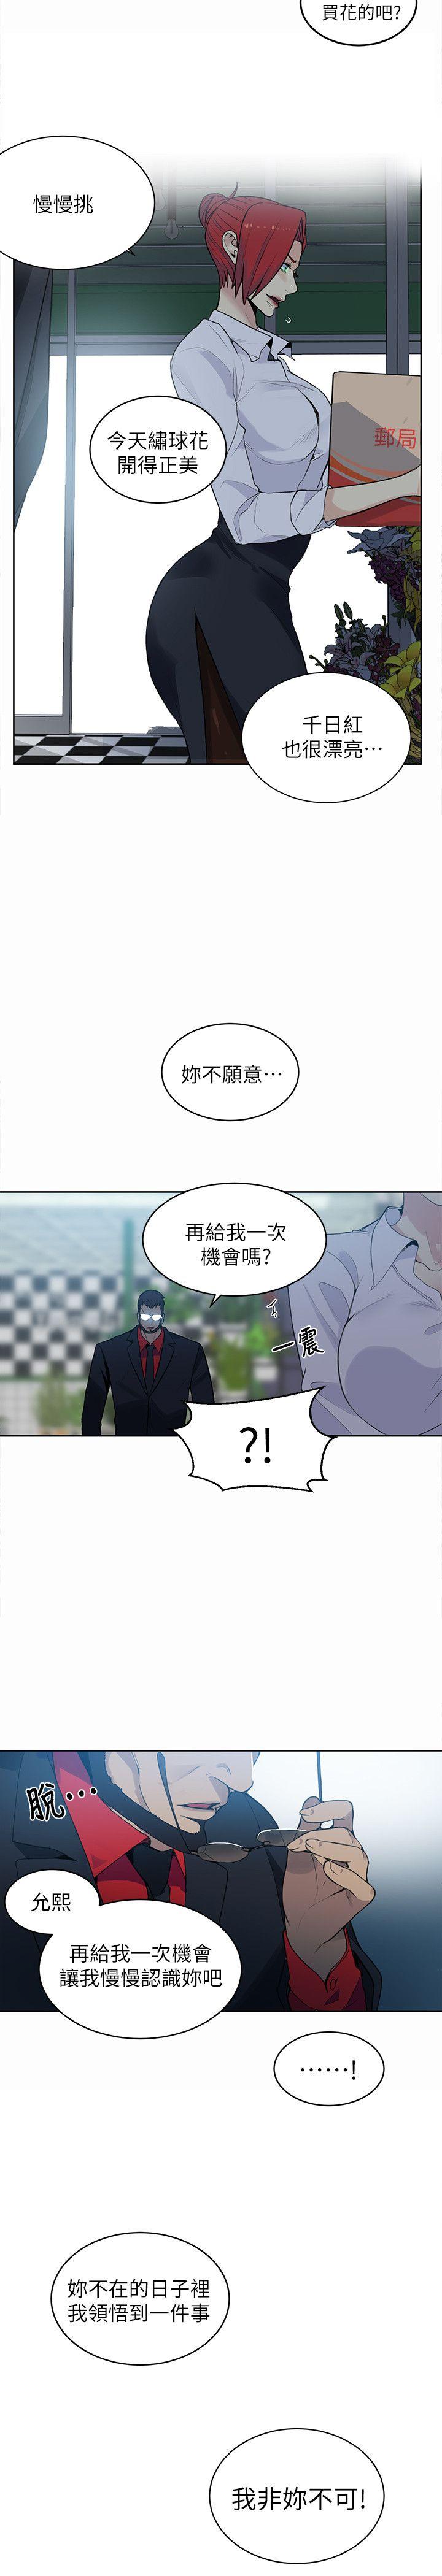 買花的吧?
慢慢挑
郵局
今天繡球花
開得正美
千日紅
也很漂亮⋯
妳不願意⋯
再給我一次
機會嗎?
一震
?!
脫⋯
允熙
再給我一次機會
讓我慢慢認識妳吧
⋯⋯!
妳不在的日子裡
我領悟到一件事
我非妳不可!